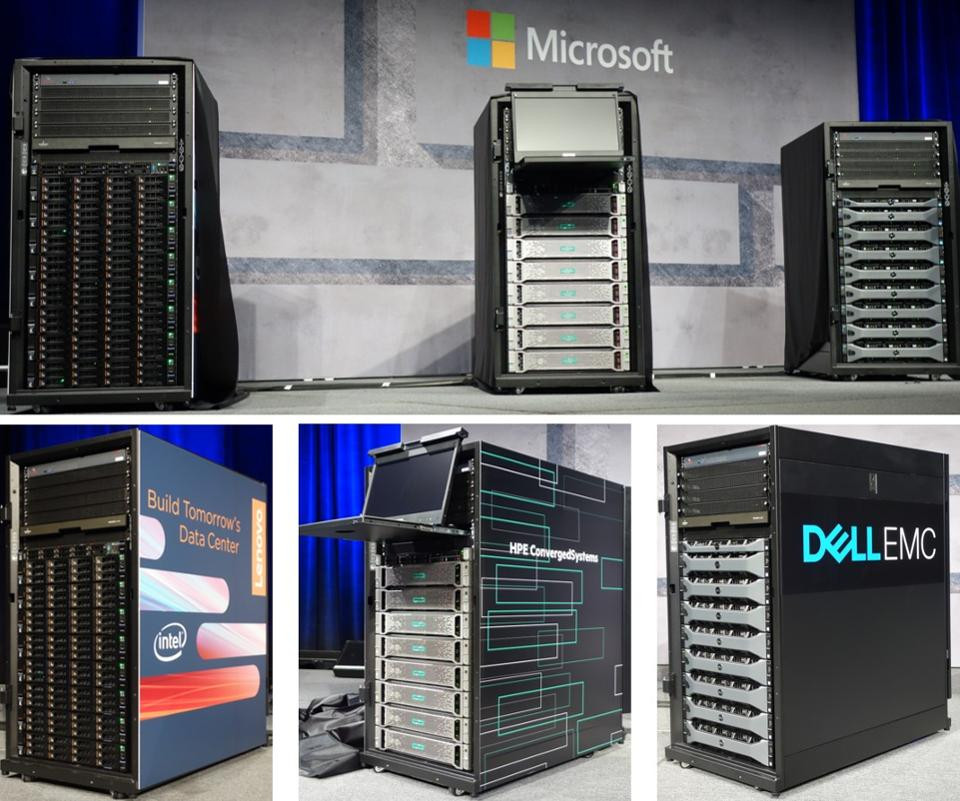 Microsoft
Build Tomorrow's
Data Center
Lenovo
intel
HPE ConvergedSystems
DELLEMC